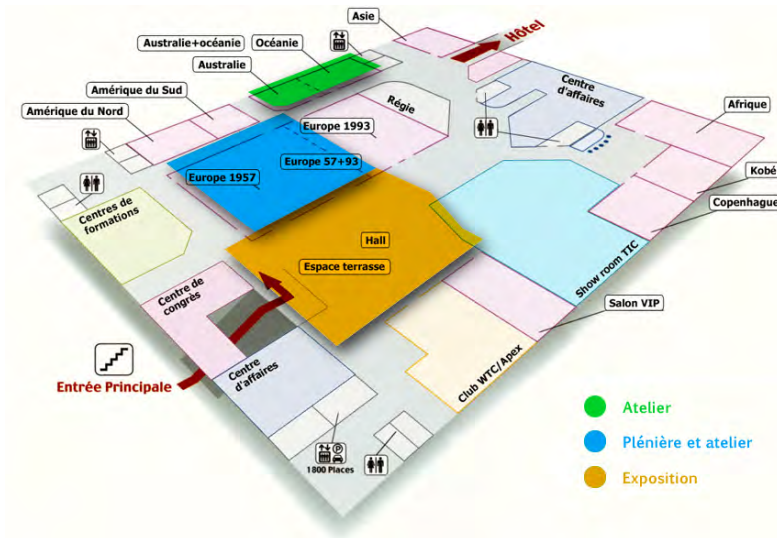 Asie
Hôtel
Australie+océanie
Océanie
Australie
Centre
d'affaires
Amérique du Sud
Amérique du Nord
Régie
Afrique
Europe 1993
Europe 57+93
Europe 1957
Kobé
Centres de
formations
Copenhague
Hall
Espace terrasse
Show room TIC
Centre de
congrès
Salon VIP
Entrée Principale
Centre
d'affaires
Club WTC/Apex
P
1800 Places
Atelier
Plénière et atelier
Exposition